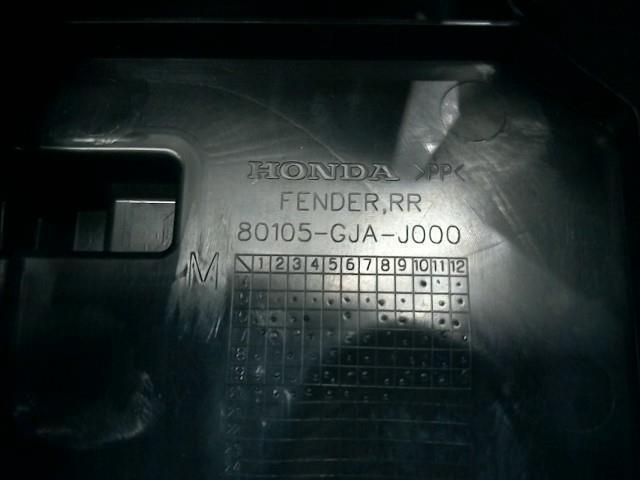 HONDA >PP<
FENDER,RR
80105-GJA-J000
M
1 2 3 4 5 6 7 8 9 10 11 12